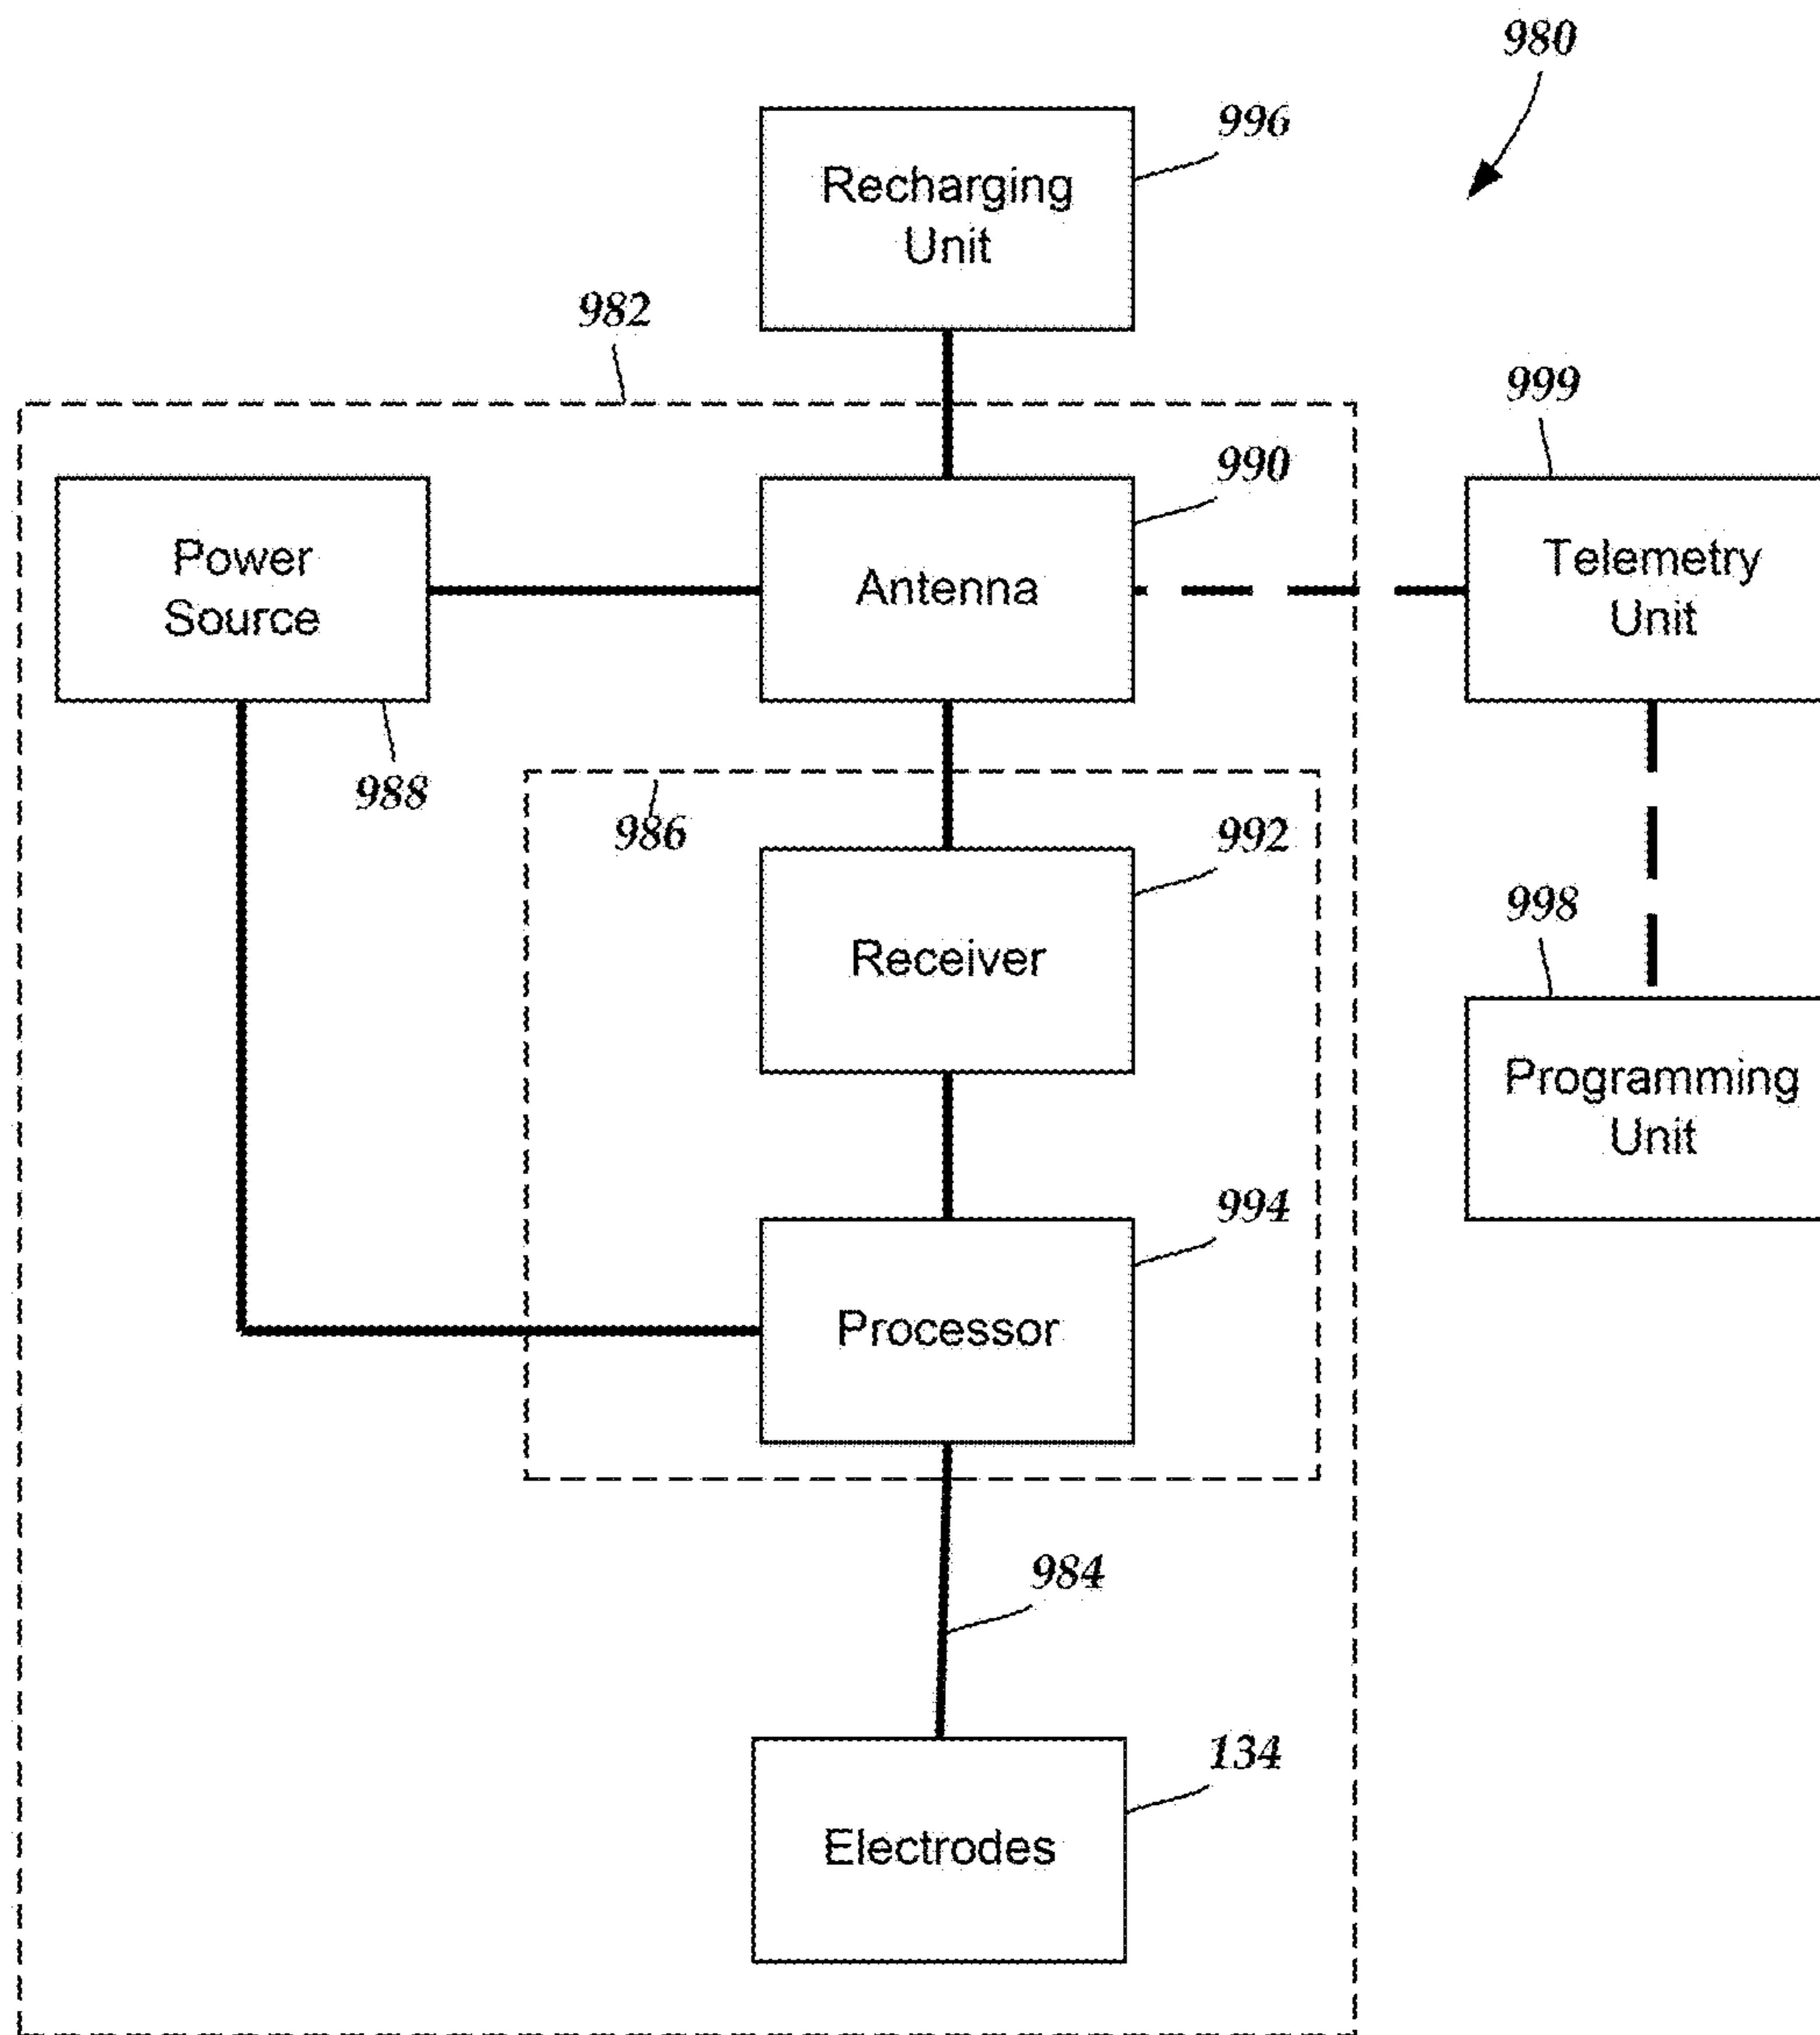 980
996
Recharging
Unit
982
999
990
Power
Source
Antenna
Telemetry
Unit
988
986
992
998
Receiver
Programming
Unit
994
Processor
984
134
Electrodes